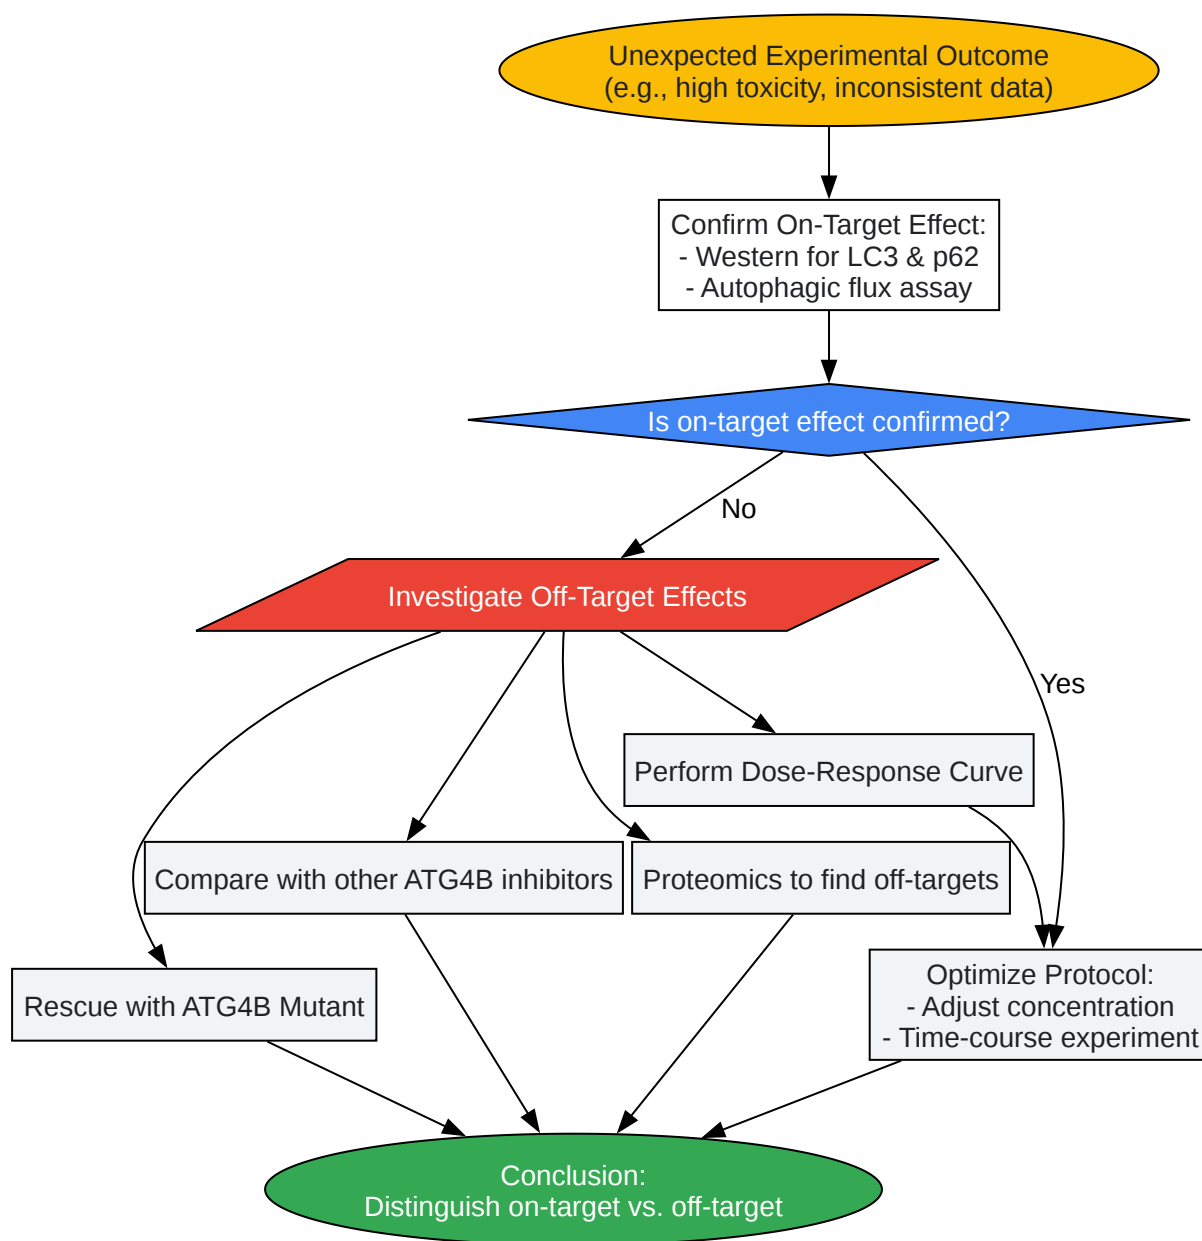 Unexpected Experimental Outcome
(e.g., high toxicity, inconsistent data)
Confirm On-Target Effect:
- Western for LC3 & p62
- Autophagic flux assay
Is on-target effect confirmed?
No
Investigate Off-Target Effects
Yes
Perform Dose-Response Curve
Compare with other ATG4B inhibitors
Proteomics to find off-targets
Rescue with ATG4B Mutant
Optimize Protocol:
- Adjust concentration
- Time-course experiment
Conclusion:
Distinguish on-target vs. off-target